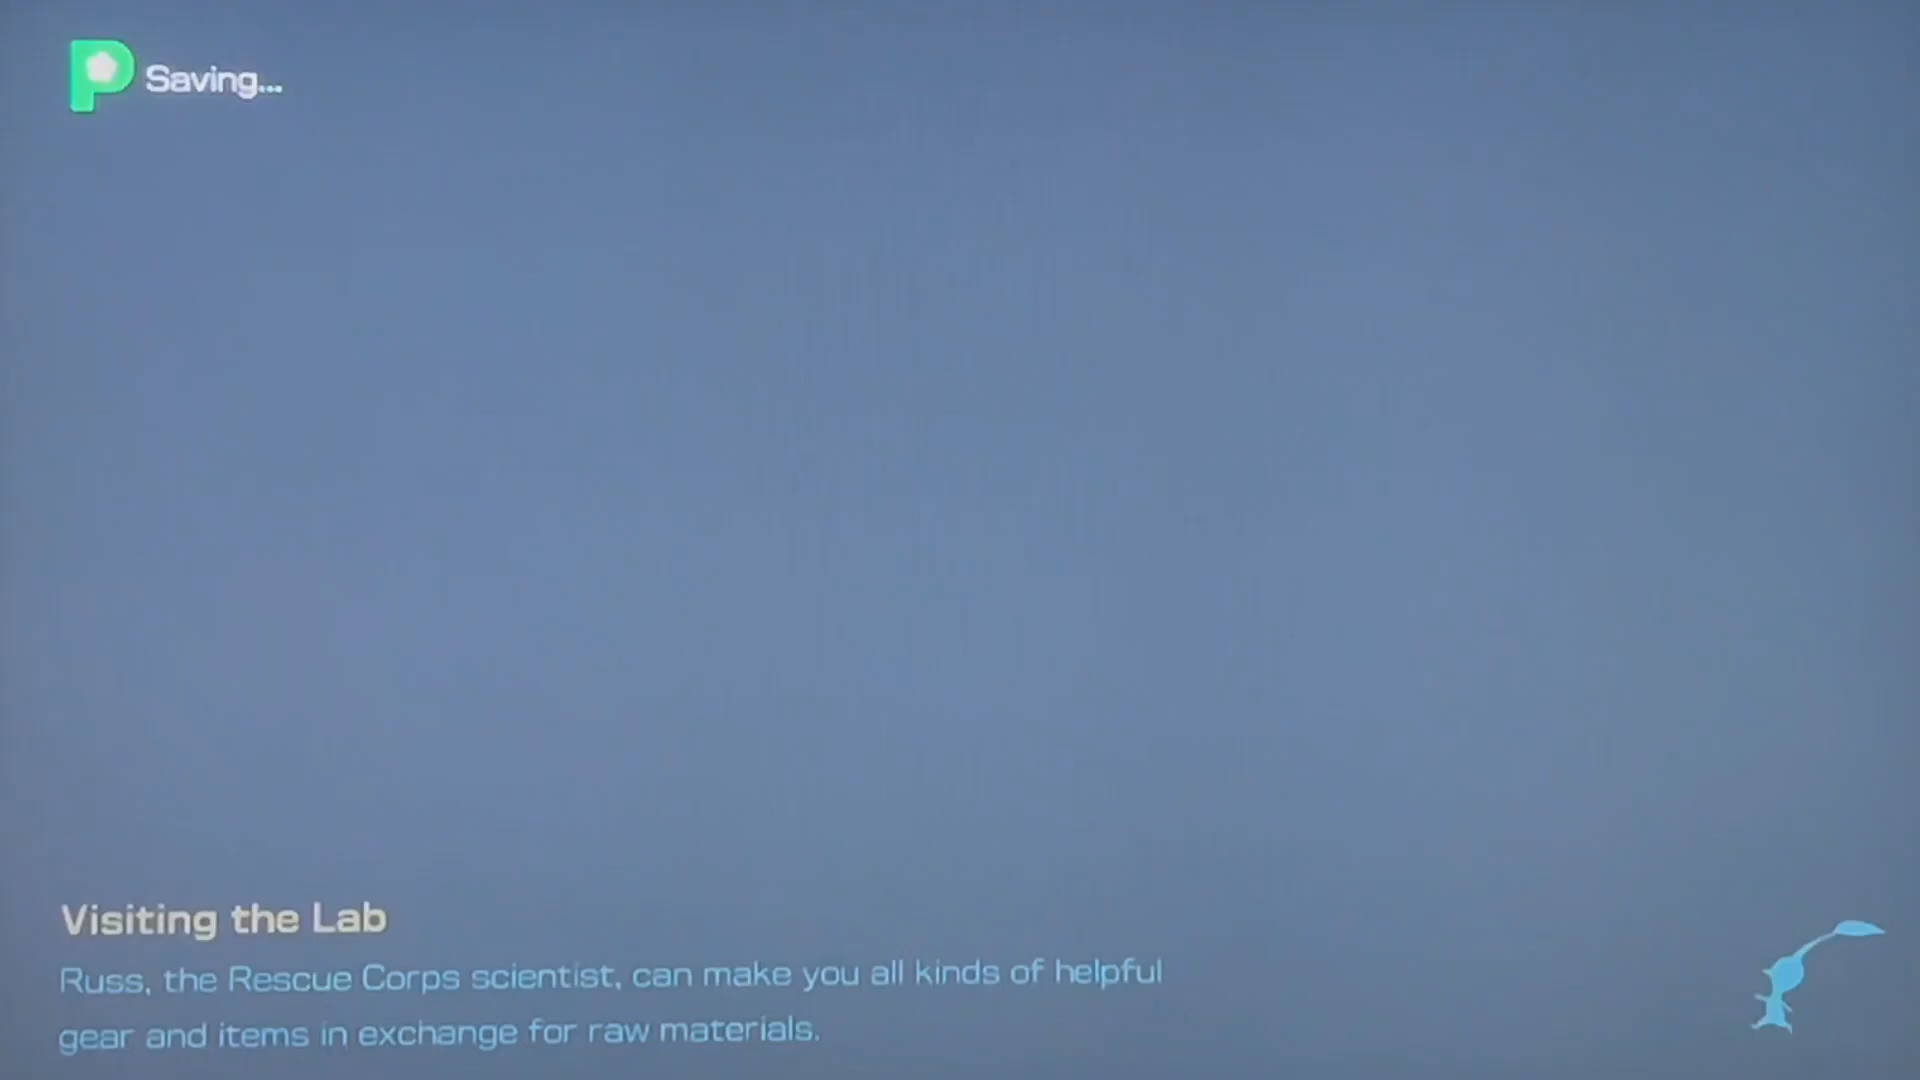 P Saving...
Visiting the Lab
Russ, the Rescue Corps scientist, can make you all kinds of helpful
gear and items in exchange for raw materials.